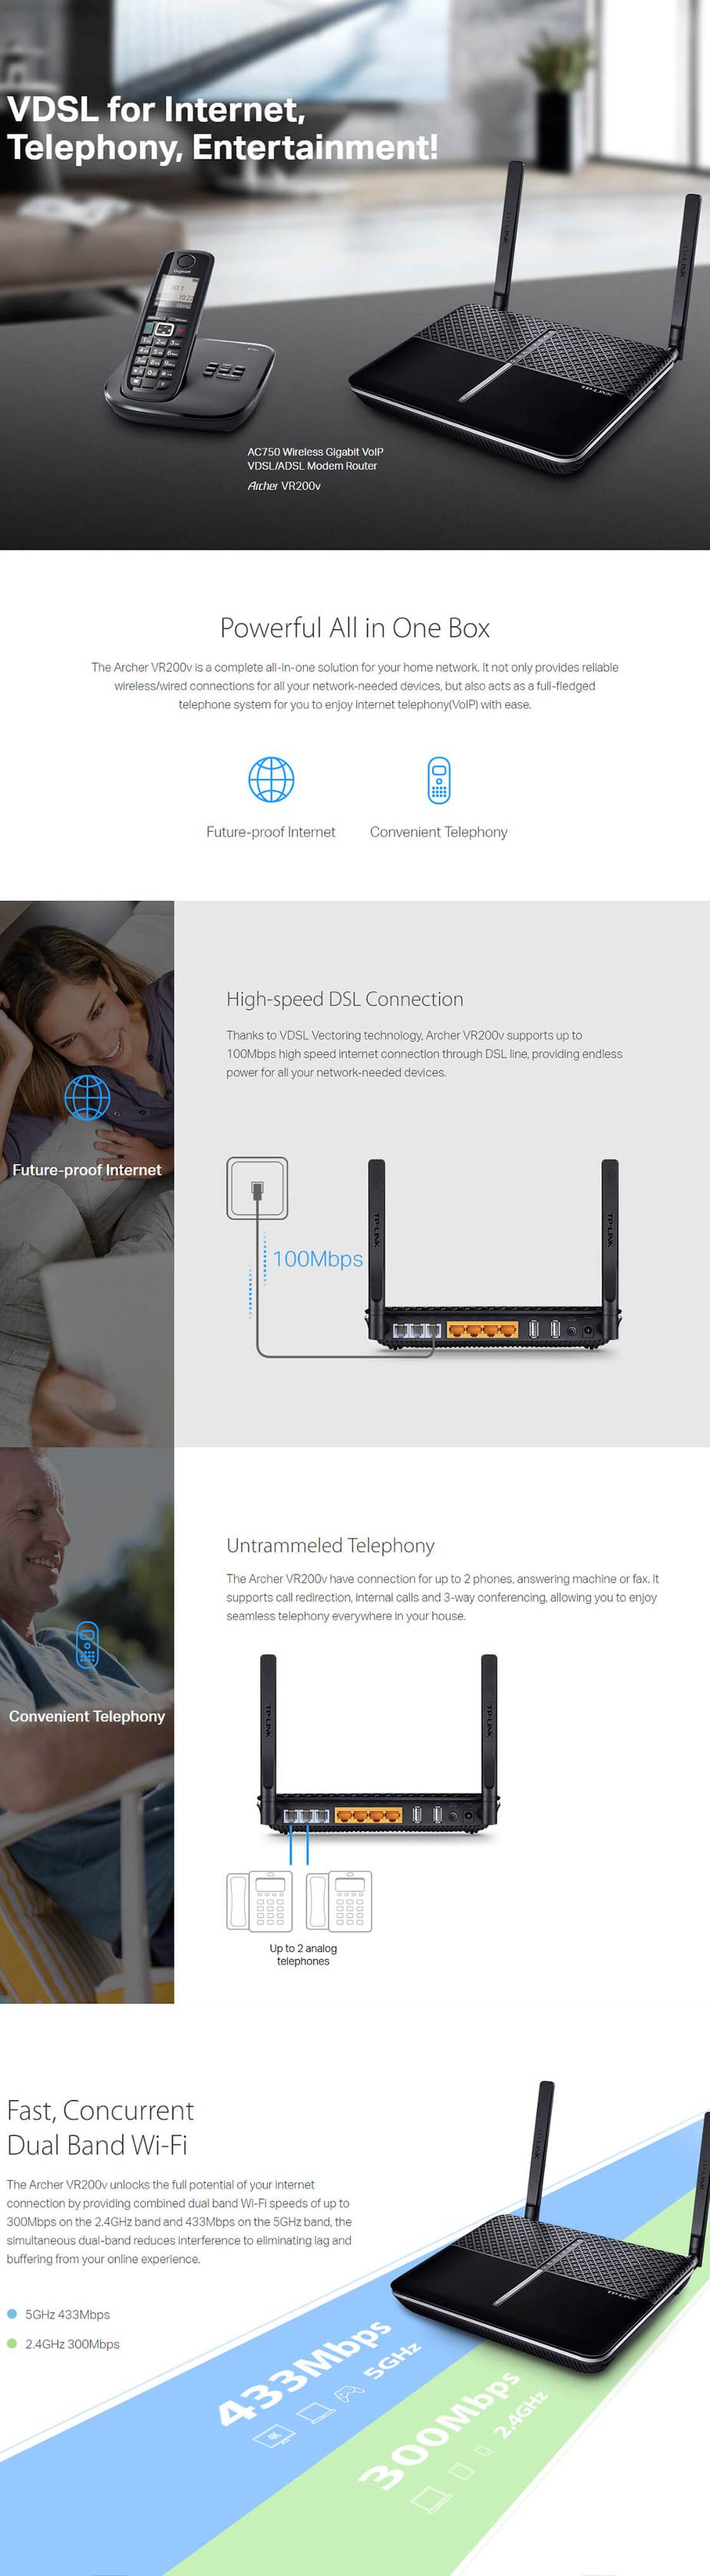 VDSL for Internet,
Telephony, Entertainment!
Gigaset
INT 1
10:22
TP-LINK
TP-LINK
TP-LINK
AC750 Wireless Gigabit VoIP
VDSL/ADSL Modem Router
Archer VR200v
Powerful All in One Box
The Archer VR200v is a complete all-in-one solution for your home network. It not only provides reliable
wireless/wired connections for all your network-needed devices, but also acts as a full-fledged
telephone system for you to enjoy internet telephony(VoIP) with ease.
Future-proof Internet
Convenient Telephony
High-speed DSL Connection
Thanks to VDSL Vectoring technology, Archer VR200v supports up to
100Mbps high speed internet connection through DSL line, providing endless
power for all your network-needed devices.
Future-proof Internet
100Mbps
TP-LINK
TP-LINK
Untrammeled Telephony
The Archer VR200v have connection for up to 2 phones, answering machine or fax. It
supports call redirection, internal calls and 3-way conferencing, allowing you to enjoy
seamless telephony everywhere in your house.
Convenient Telephony
TP-LINK
TP-LINK
Up to 2 analog
telephones
Fast, Concurrent
Dual Band Wi-Fi
The Archer VR200v unlocks the full potential of your internet
connection by providing combined dual band Wi-Fi speeds of up to
300Mbps on the 2.4GHz band and 433Mbps on the 5GHz band, the
simultaneous dual-band reduces interference to eliminating lag and
buffering from your online experience.
5GHz 433Mbps
2.4GHz 300Mbps
TP-LINK
TP-LINK
433Mbps
5GHz
4K
300Mbps
2.4GHz